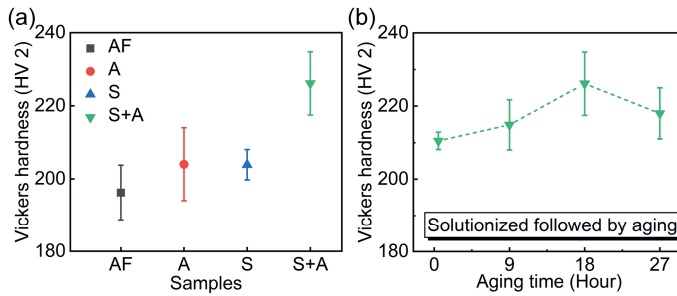 (a)
Vickers hardness (HV 2)
240
220
200
180
AF
A
S
S+A
AF A S S+A
Samples
(b)
Vickers hardness (HV 2)
240
220
200
180
Solutionized followed by aging
0 9 18 27
Aging time (Hour)